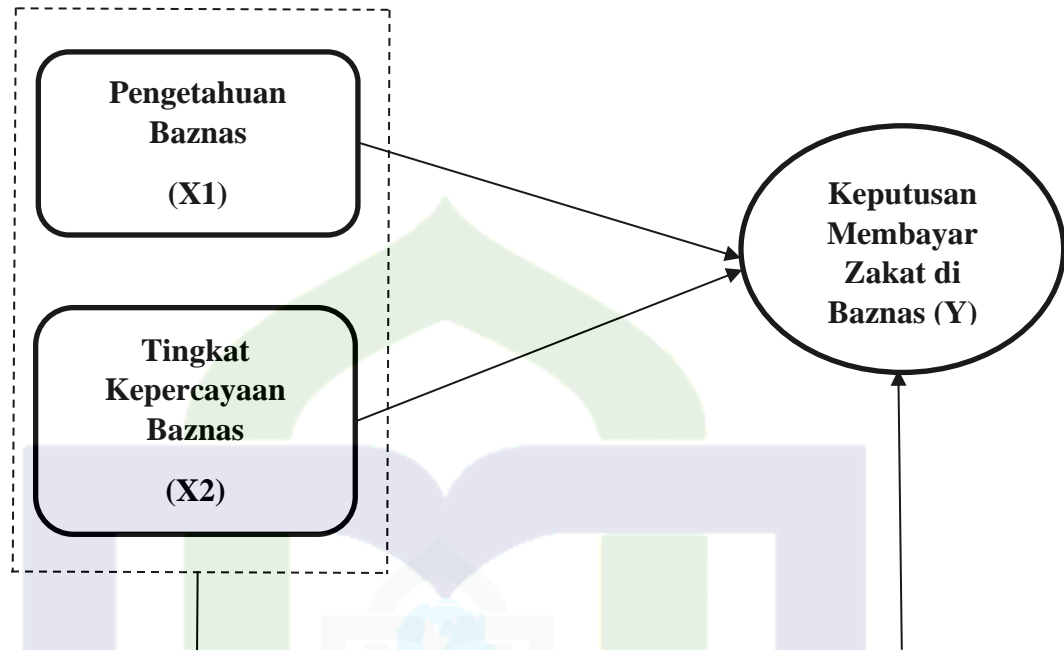 Pengetahuan
Baznas
(X1)
Tingkat
Kepercayaan
Baznas
(X2)
Keputusan
Membayar
Zakat di
Baznas (Y)